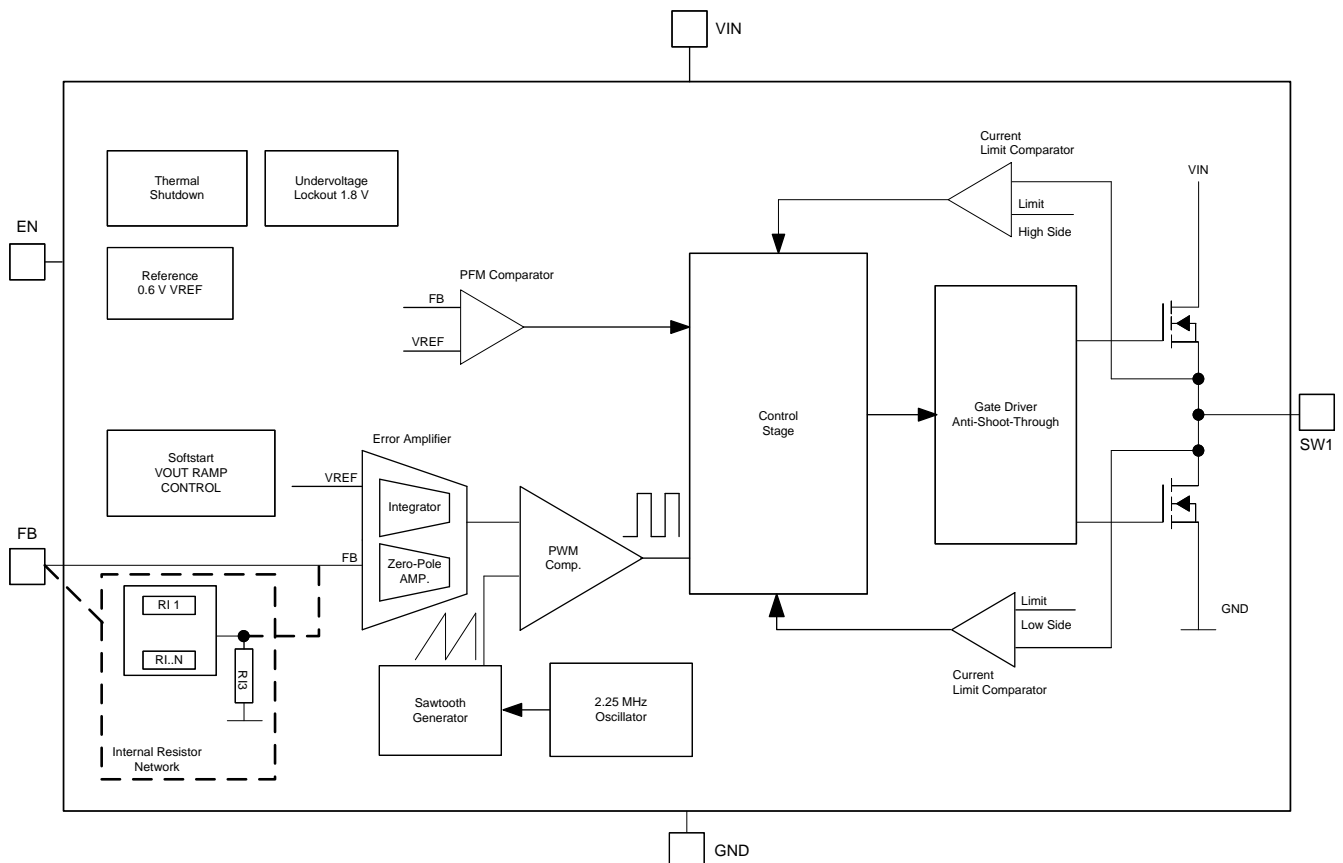 VIN
Current
Limit Comparator
Thermal
Shutdown
Undervoltage
Lockout 1.8 V
VIN
Limit
High Side
EN
Reference
0.6 V VREF
PFM Comparator
FB
VREF
Control
Stage
Gate Driver
Anti-Shoot-Through
SW1
Softstart
VOUT RAMP
CONTROL
Error Amplifier
VREF
Integrator
FB
FB
Zero-Pole
AMP.
PWM
Comp.
RI 1
RI..N
RI3
Limit
Low Side
GND
Current
Limit Comparator
Sawtooth
Generator
2.25 MHz
Oscillator
Internal Resistor
Network
GND